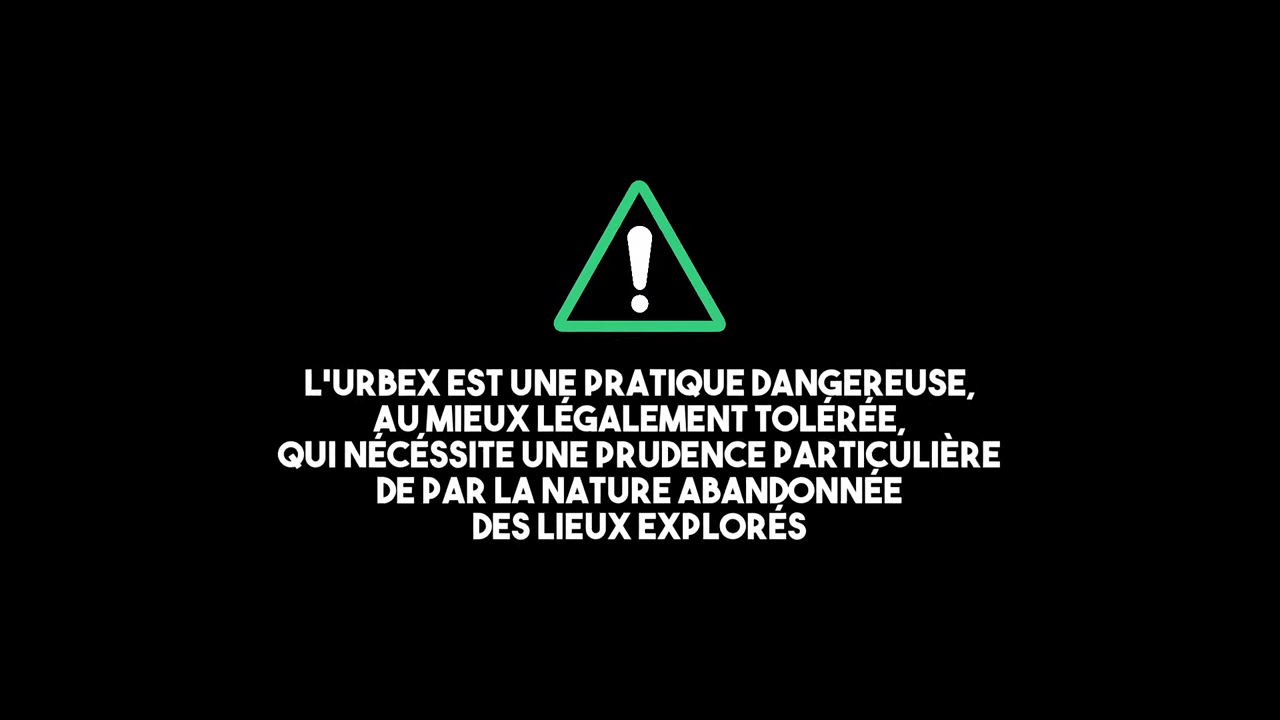 L'URBEX EST UNE PRATIQUE DANGEREUSE,
AU MIEUX LÉGALEMENT TOLÉRÉE,
QUI NÉCÉSSITE UNE PRUDENCE PARTICULIÈRE
DE PAR LA NATURE ABANDONNÉE
DES LIEUX EXPLORÉS